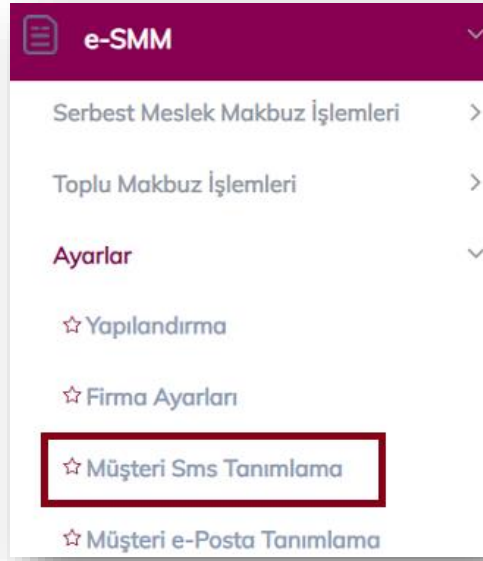 e-SMM
Serbest Meslek Makbuz İşlemleri
Toplu Makbuz İşlemleri
Ayarlar
Yapılandırma
Firma Ayarları
Müşteri Sms Tanımlama
Müşteri e-Posta Tanımlama